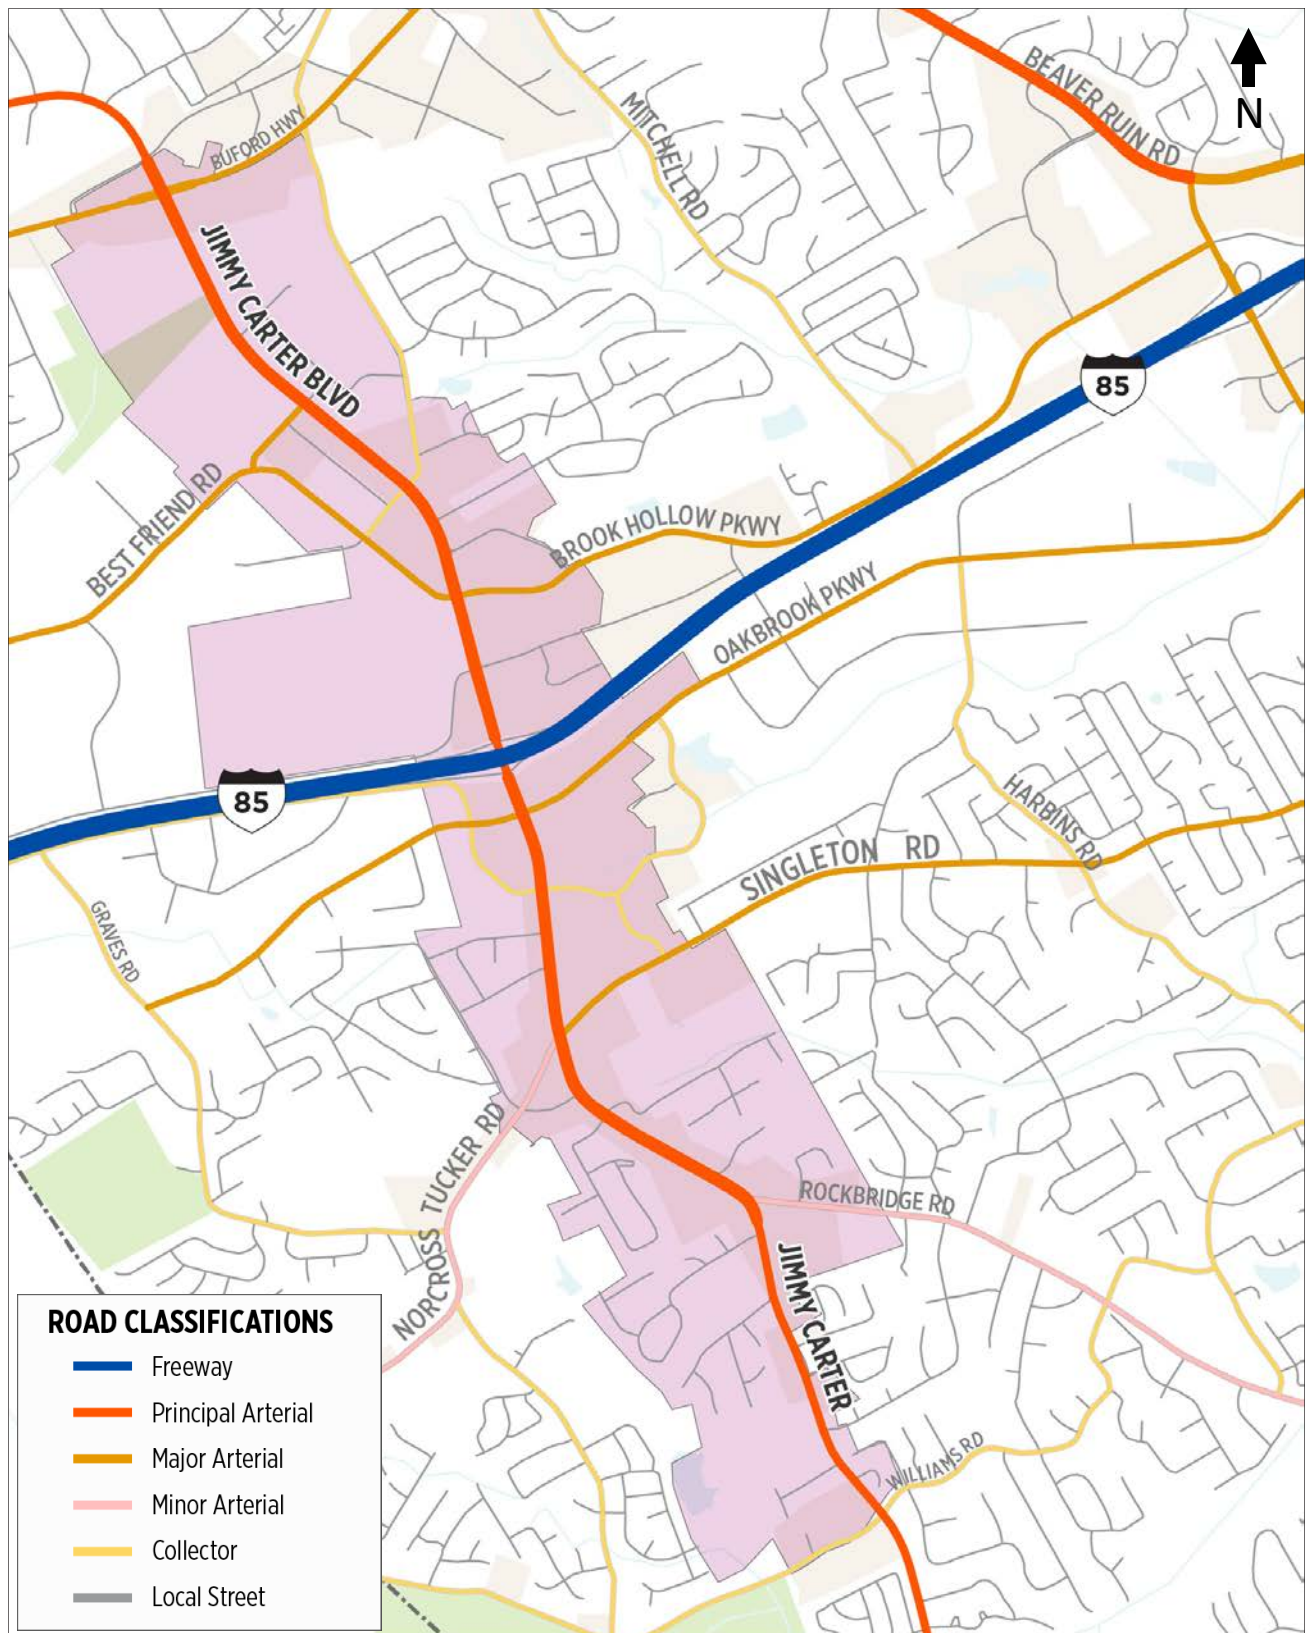 BEAVER RUIN RD
N
MITCHELL RD
BUFORD HWY
JIMMY CARTER BLVD
85
BEST FRIEND RD
BROOK HOLLOW PKWY
OAKBROOK PKWY
85
HARBINS RD
SINGLETON RD
GRAVES RD
NORCROSS TUCKER RD
ROCKBRIDGE RD
JIMMY CARTER
WILLIAMS RD
ROAD CLASSIFICATIONS
Freeway
Principal Arterial
Major Arterial
Minor Arterial
Collector
Local Street